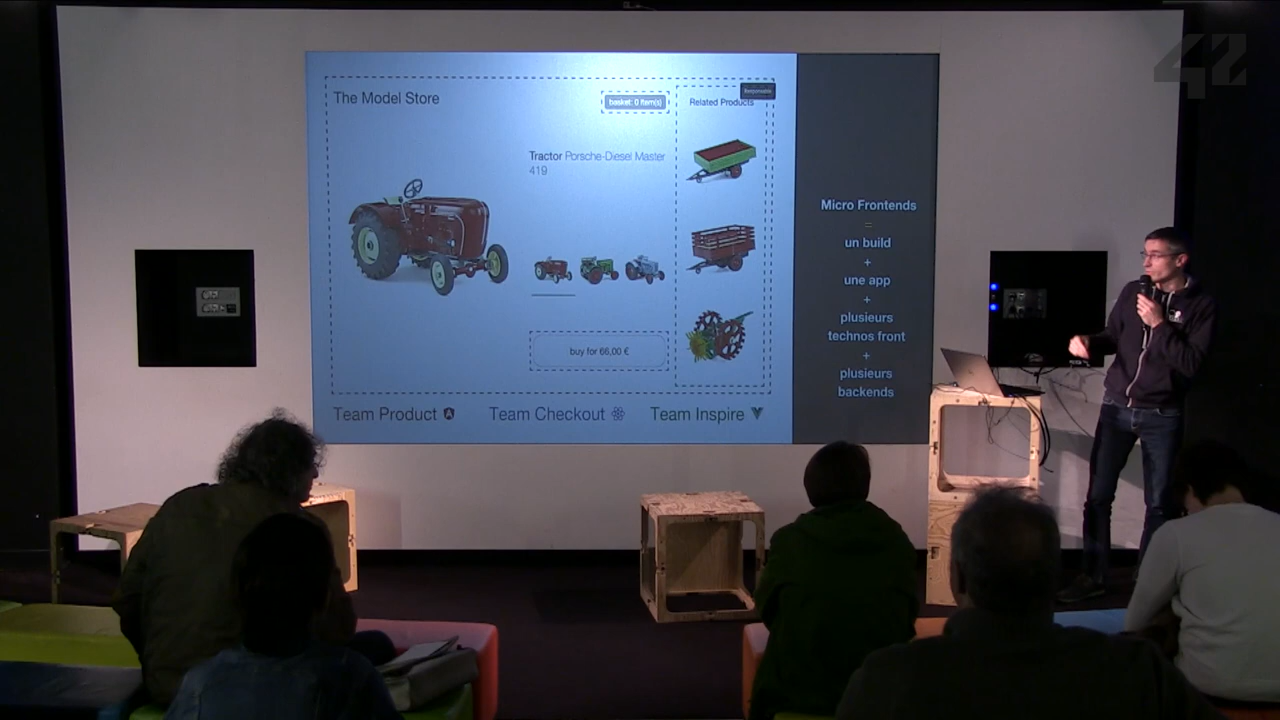 42
The Model Store
basket: 0 item(s)
Related Products
Tractor Porsche-Diesel Master
419
buy for 66,00 €
Team Product
Team Checkout
Team Inspire
Micro Frontends
=
un build
+
une app
+
plusieurs
technos front
+
plusieurs
backends